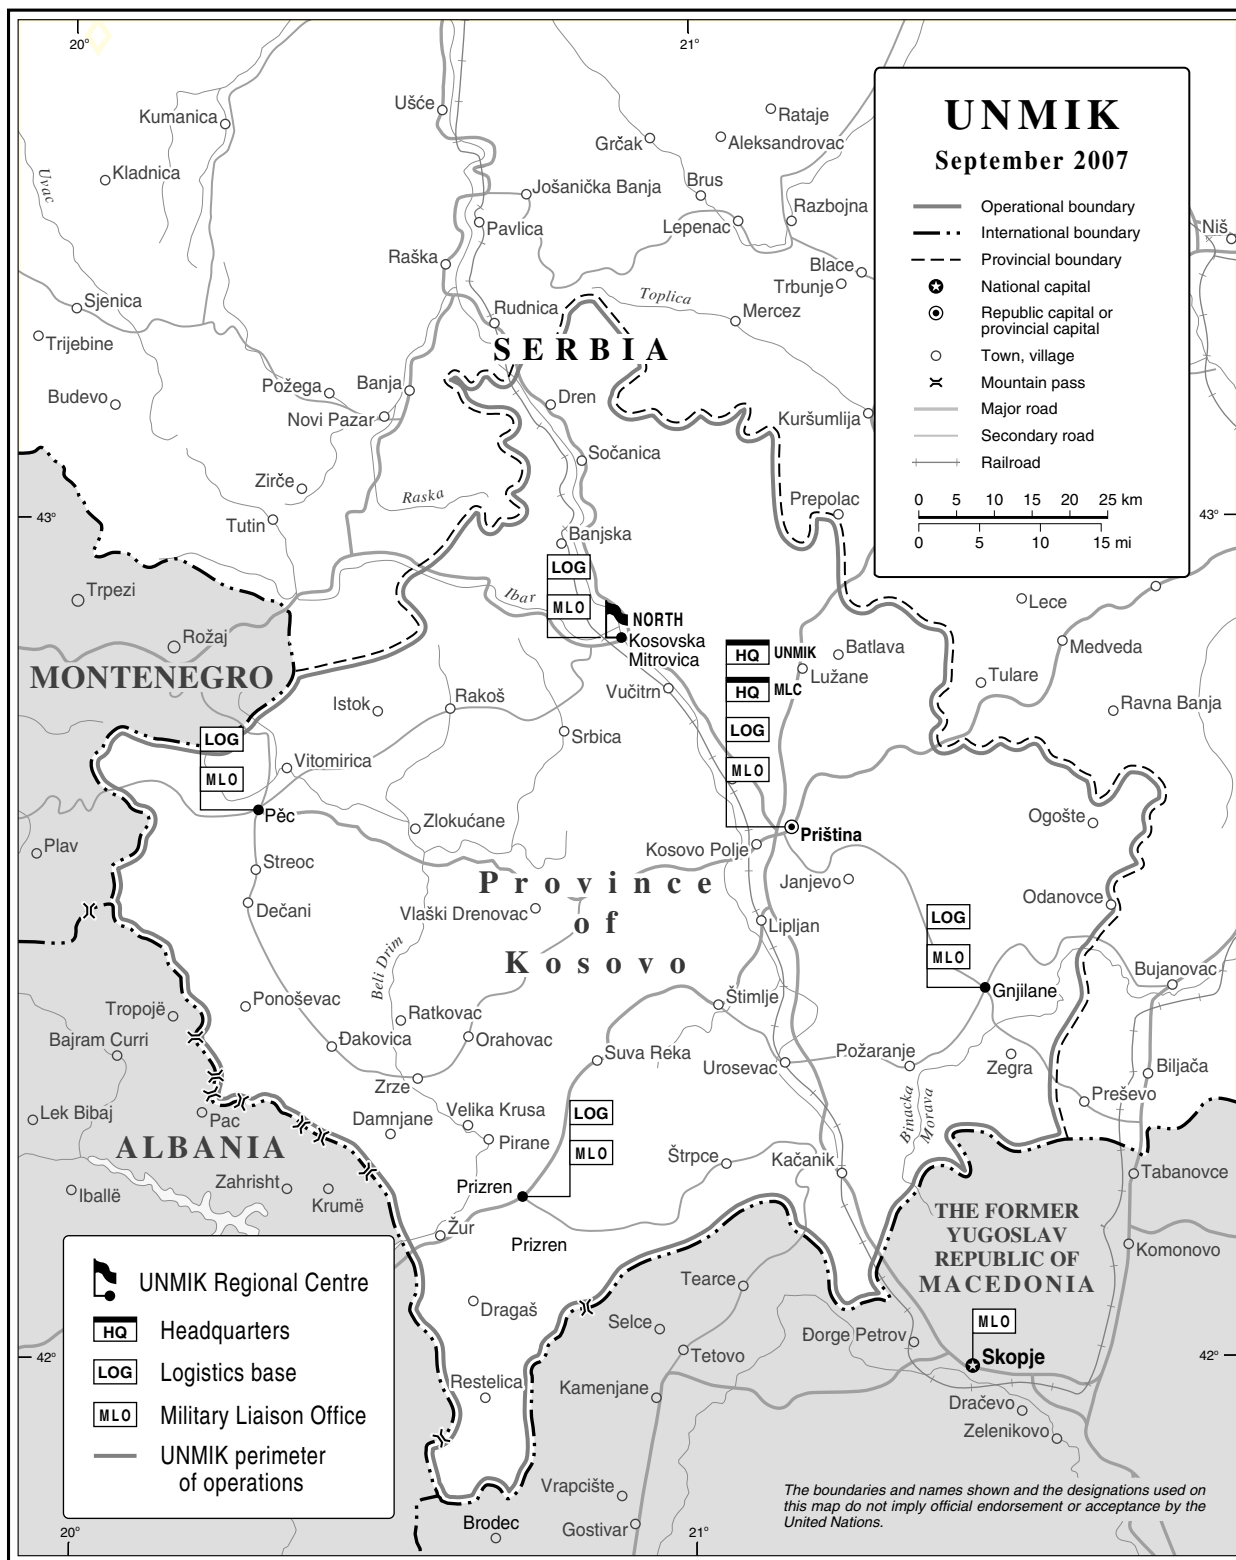 20°
21°
UNMIK
September 2007
Operational boundary
International boundary
Provincial boundary
National capital
Republic capital or
provincial capital
Town, village
Mountain pass
Major road
Secondary road
Railroad
0 5 10 15 20 25 km
0 5 10 15 mi
Ušće
Kumanica
Rataje
Grčak
Aleksandrovac
Kladnica
Uvac
Jošanička Banja
Brus
Razbojna
Pavlica
Lepenac
Niš
Raška
Blace
Trbunje
Sjenica
Toplica
Mercez
Rudnica
Trijebine
SERBIA
Požega
Banja
Budevo
Dren
Novi Pazar
Kuršumlija
Sočanica
Zirče
Raska
Prepolac
43°
43°
Tutin
Banjska
LOG
Trpezi
Ibar
MLO
NORTH
Lece
Rožaj
Kosovska
Mitrovica
HQ
UNMIK
Batlava
Medveđa
MONTENEGRO
Vučitrn
HQ
MLC
Lužane
Tulare
Istok
Rakoš
Ravna Banja
LOG
Srbica
LOG
MLO
Vitomirica
MLO
Pěc
Zlokućane
Ogošte
Priština
Plav
Kosovo Polje
Streoc
Janjevo
Province
of
Kosovo
Dečani
Vlaški Drenovac
Odanovce
LOG
Lipljan
MLO
Beli Drim
Bujanovac
Gnjilane
Ponoševac
Štimlje
Tropojë
Ratkovac
Bajram Curri
Đakovica
Orahovac
Suva Reka
Požaranje
Urosevac
Zegra
Biljača
Zrze
Preševo
Lek Bibaj
Pac
Damnjane
Velika Krusa
LOG
Binacka
Morava
ALBANIA
Pirane
MLO
Štrpce
Kačanik
Tabanovce
Iballë
Zahrisht
Krumë
Prizren
THE FORMER
YUGOSLAV
REPUBLIC OF
MACEDONIA
Žur
Prizren
Komonovo
UNMIK Regional Centre
HQ Headquarters
LOG Logistics base
MLO Military Liaison Office
UNMIK perimeter
of operations
Tearce
Dragaš
Selce
MLO
Đorge Petrov
Tetovo
Skopje
42°
42°
Restelica
Kamenjane
Dračevo
Zelenikovo
Vrapcište
The boundaries and names shown and the designations used on
this map do not imply official endorsement or acceptance by the
United Nations.
Brodec
Gostivar
20°
21°